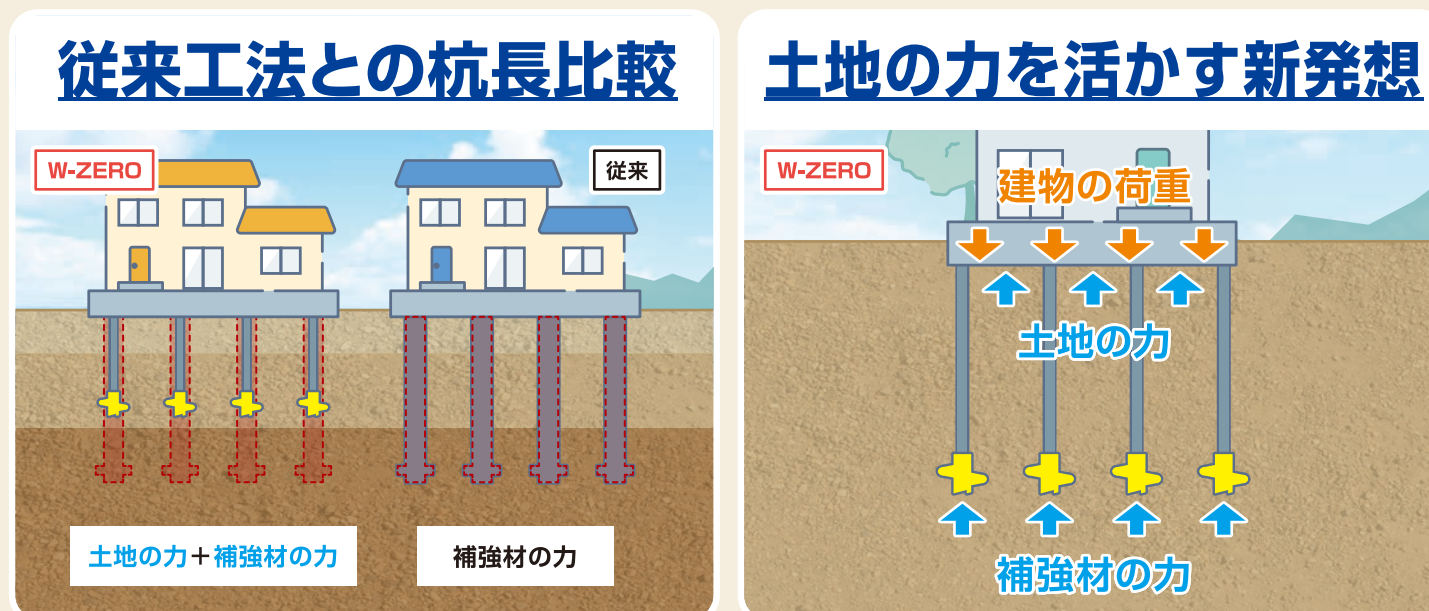 従来工法との杭長比較
W-ZERO
従来
土地の力＋補強材の力
補強材の力
土地の力を活かす新発想
W-ZERO
建物の荷重
土地の力
補強材の力